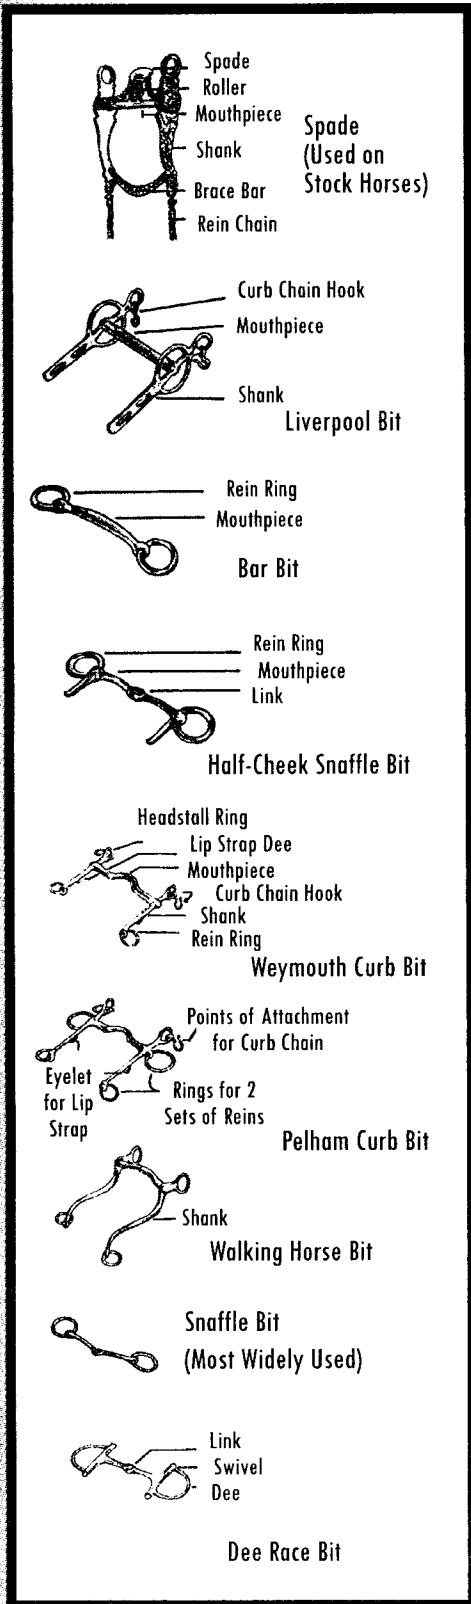 Spade
Roller
Mouthpiece
Shank
Brace Bar
Rein Chain
Spade
(Used on
Stock Horses)
Curb Chain Hook
Mouthpiece
Shank
Liverpool Bit
Rein Ring
Mouthpiece
Bar Bit
Rein Ring
Mouthpiece
Link
Half-Cheek Snaffle Bit
Headstall Ring
Lip Strap Dee
Mouthpiece
Curb Chain Hook
Shank
Rein Ring
Weymouth Curb Bit
Points of Attachment
for Curb Chain
Eyelet
for Lip
Strap
Rings for 2
Sets of Reins
Pelham Curb Bit
Shank
Walking Horse Bit
Snaffle Bit
(Most Widely Used)
Link
Swivel
Dee
Dee Race Bit